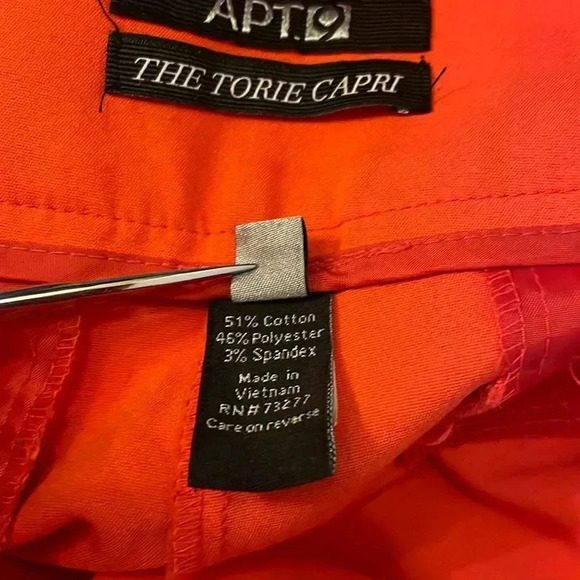 APT.9
THE TORIE CAPRI
51% Cotton
46% Polyester
3% Spandex
Made in
Vietnam
RN# 73277
Care on reverse